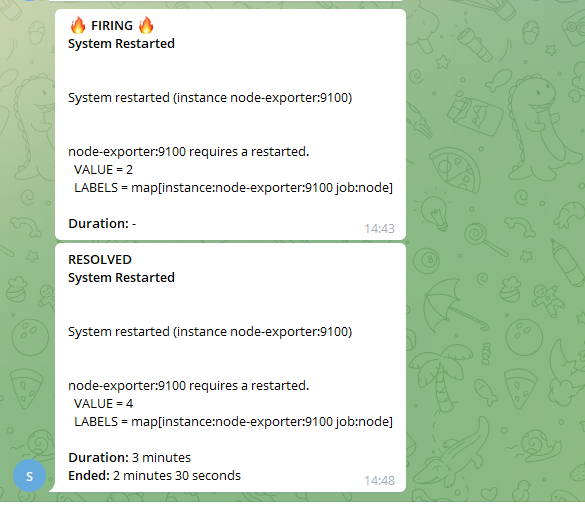 🔥 FIRING 🔥
System Restarted
System restarted (instance node-exporter:9100)
node-exporter:9100 requires a restarted.
VALUE = 2
LABELS = map[instance:node-exporter:9100 job:node]
Duration: -
14:43
RESOLVED
System Restarted
System restarted (instance node-exporter:9100)
node-exporter:9100 requires a restarted.
VALUE = 4
LABELS = map[instance:node-exporter:9100 job:node]
Duration: 3 minutes
Ended: 2 minutes 30 seconds
S
14:48